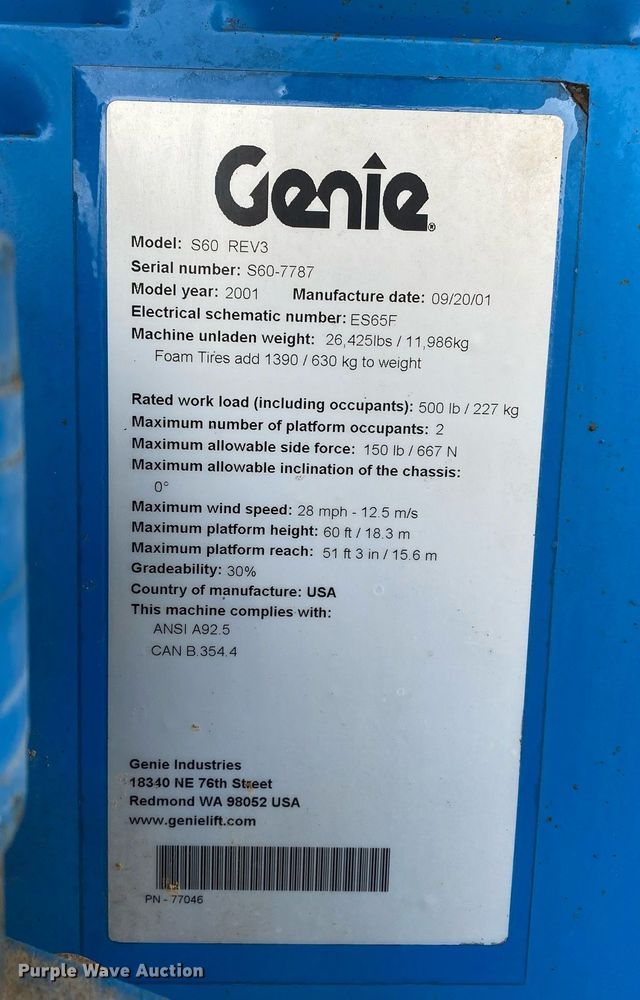 Genie®
Model: S60 REV3
Serial number: S60-7787
Model year: 2001 Manufacture date: 09/20/01
Electrical schematic number: ES65F
Machine unladen weight: 26,425lbs / 11,986kg
Foam Tires add 1390 / 630 kg to weight
Rated work load (including occupants): 500 lb / 227 kg
Maximum number of platform occupants: 2
Maximum allowable side force: 150 lb / 667 N
Maximum allowable inclination of the chassis:
0°
Maximum wind speed: 28 mph - 12.5 m/s
Maximum platform height: 60 ft / 18.3 m
Maximum platform reach: 51 ft 3 in / 15.6 m
Gradeability: 30%
Country of manufacture: USA
This machine complies with:
ANSI A92.5
CAN B.354.4
Genie Industries
18340 NE 76th Street
Redmond WA 98052 USA
www.genielift.com
PN - 77046
Purple Wave Auction